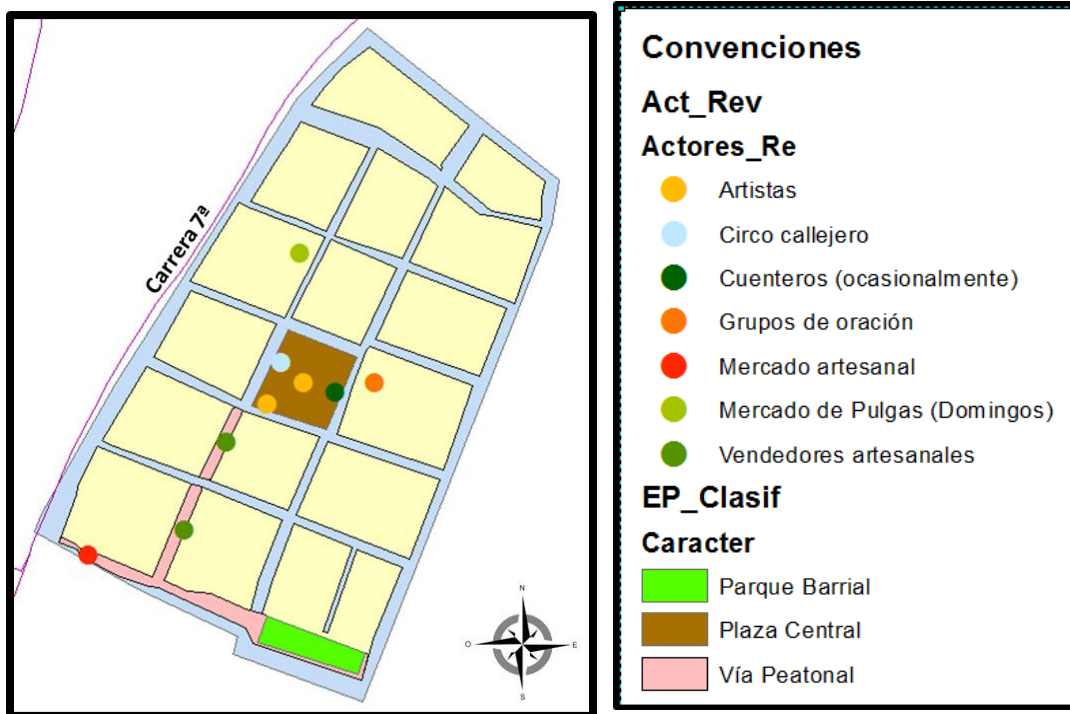 Carrera 7ª
N
O
E
S
Convenciones
Act_Rev
Actores_Re
Artistas
Circo callejero
Cuenteros (ocasionalmente)
Grupos de oración
Mercado artesanal
Mercado de Pulgas (Domingos)
Vendedores artesanales
EP_Clasif
Caracter
Parque Barrial
Plaza Central
Vía Peatonal